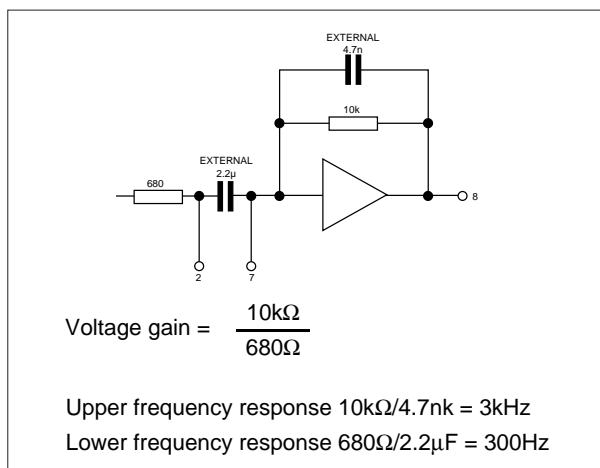 EXTERNAL
4.7n
10k
EXTERNAL
2.2μ
680
8
2
7
Voltage gain = 10kΩ
680Ω
Upper frequency response 10kΩ/4.7nk = 3kHz
Lower frequency response 680Ω/2.2μF = 300Hz